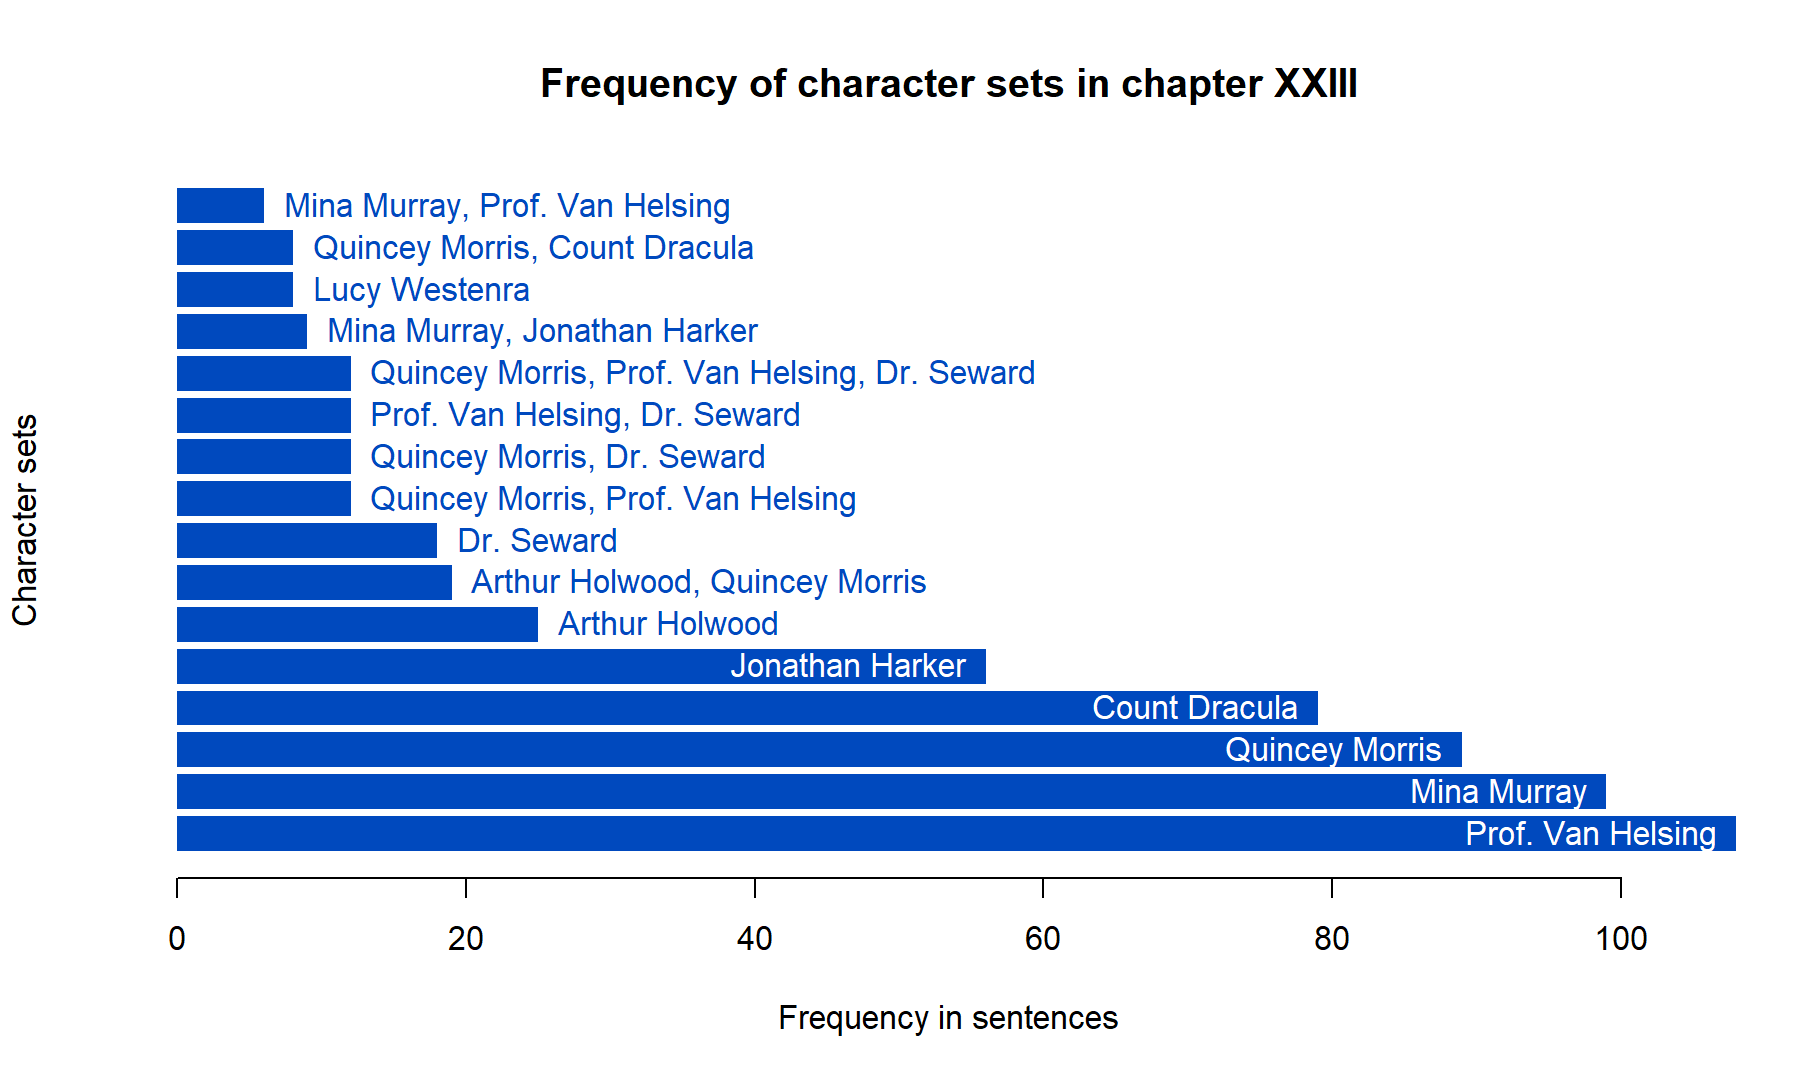 Frequency of character sets in chapter XXIII
Character sets
Mina Murray, Prof. Van Helsing
Quincey Morris, Count Dracula
Lucy Westenra
Mina Murray, Jonathan Harker
Quincey Morris, Prof. Van Helsing, Dr. Seward
Prof. Van Helsing, Dr. Seward
Quincey Morris, Dr. Seward
Quincey Morris, Prof. Van Helsing
Dr. Seward
Arthur Holwood, Quincey Morris
Arthur Holwood
Jonathan Harker
Count Dracula
Quincey Morris
Mina Murray
Prof. Van Helsing
0 20 40 60 80 100
Frequency in sentences